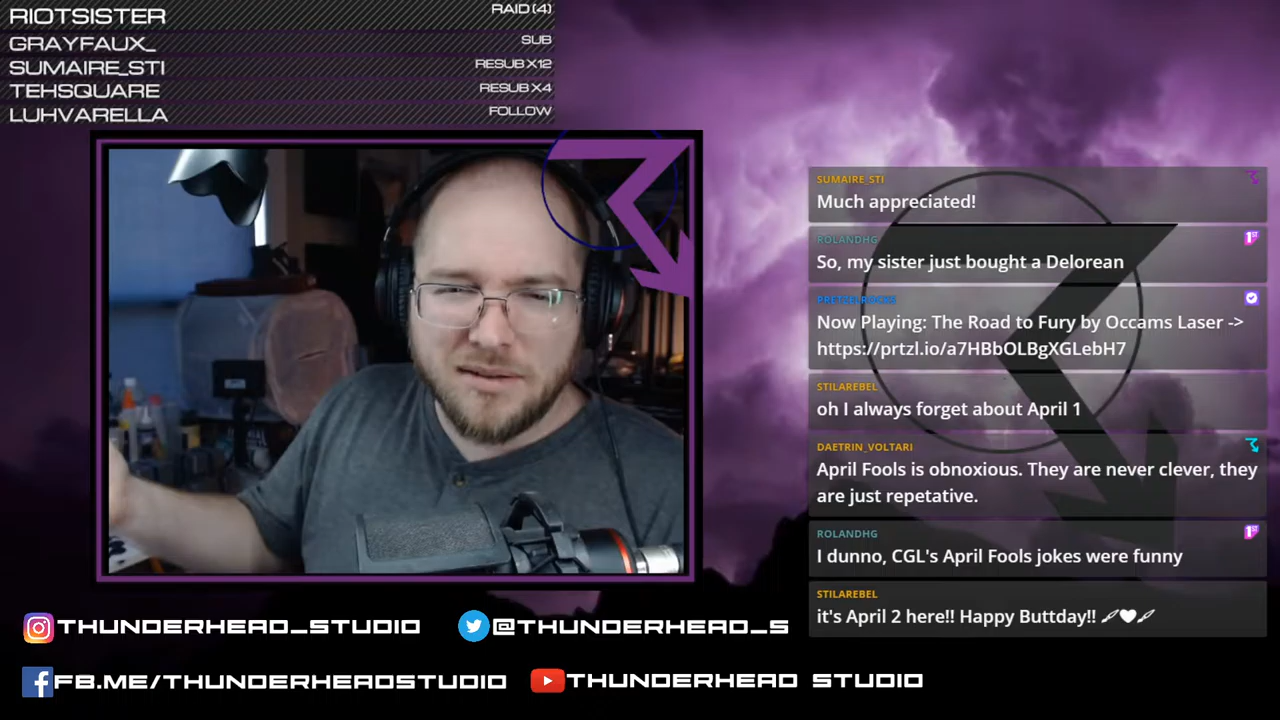 RIOTSISTER RAID (4)
GRAYFAUX_ SUB
SUMAIRE_STI RESUB X12
TEHSQUARE RESUB X4
LUHVARELLA FOLLOW
SUMAIRE_STI
Much appreciated!
ROLANDHG
So, my sister just bought a Delorean
PRETZELROCKS
Now Playing: The Road to Fury by Occams Laser ->
https://prtzl.io/a7HBbOLBgXGLebH7
STILAREBEL
oh I always forget about April 1
DAETRIN_VOLTARI
April Fools is obnoxious. They are never clever, they
are just repetative.
ROLANDHG
I dunno, CGL's April Fools jokes were funny
STILAREBEL
it's April 2 here!! Happy Buttday!!
THUNDERHEAD_STUDIO @THUNDERHEAD_S
FB.ME/THUNDERHEADSTUDIO THUNDERHEAD STUDIO